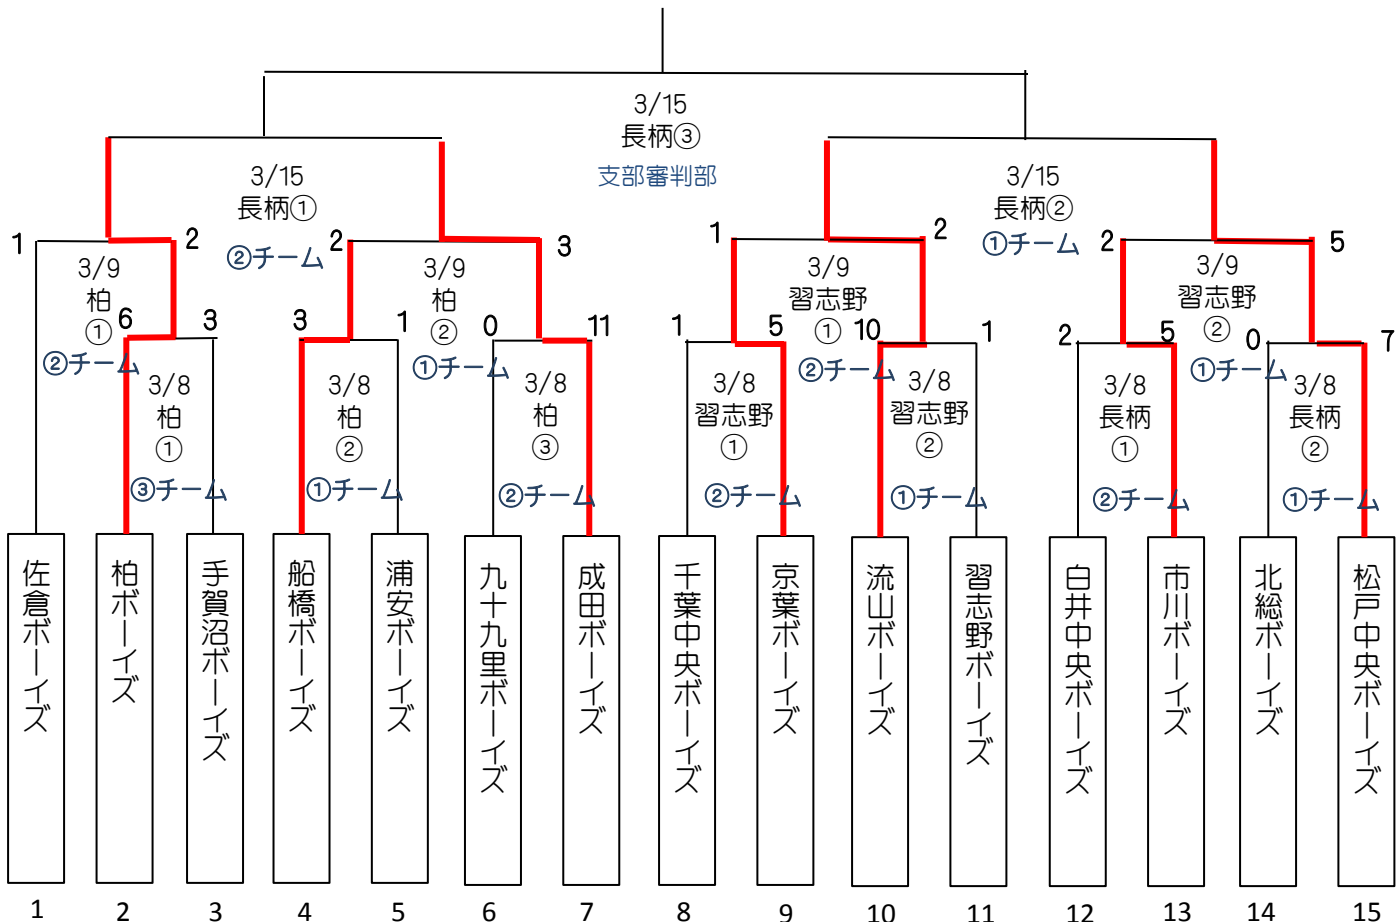 3/15
長柄③
支部審判部
3/15
長柄①
②チーム
3/15
長柄②
①チーム
1
2
2
3
1
2
2
5
3/9
柏
①
②チーム
3/9
柏
②
①チーム
3/9
習志野
①
②チーム
3/9
習志野
②
①チーム
6
3
3
1
0
11
1
5
10
1
2
5
0
7
3/8
柏
①
③チーム
3/8
柏
②
①チーム
3/8
柏
③
②チーム
3/8
習志野
①
②チーム
3/8
習志野
②
①チーム
3/8
長柄
①
②チーム
3/8
長柄
②
①チーム
佐倉ボーイズ
柏ボーイズ
手賀沼ボーイズ
船橋ボーイズ
浦安ボーイズ
九十九里ボーイズ
成田ボーイズ
千葉中央ボーイズ
京葉ボーイズ
流山ボーイズ
習志野ボーイズ
白井中央ボーイズ
市川ボーイズ
北総ボーイズ
松戸中央ボーイズ
1
2
3
4
5
6
7
8
9
10
11
12
13
14
15